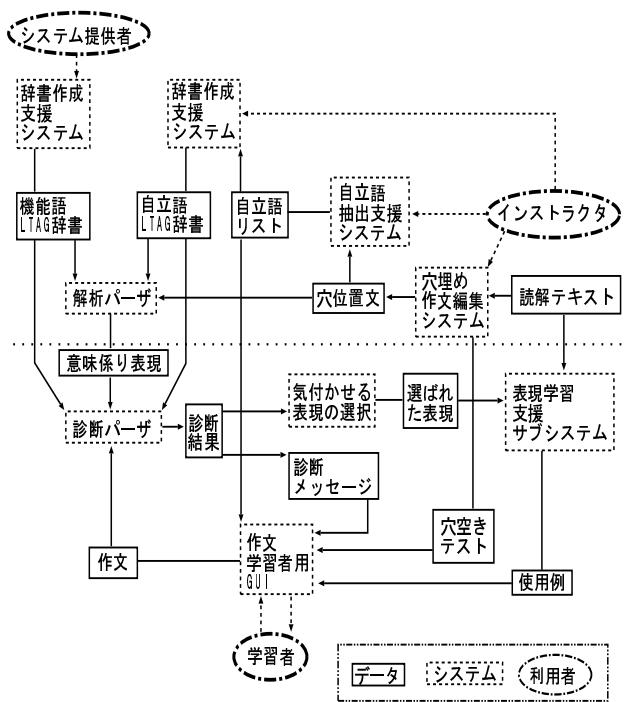 システム提供者
辞書作成
支援
システム
辞書作成
支援
システム
機能語
LTAG辞書
自立語
LTAG辞書
自立語
リスト
自立語
抽出支援
システム
インストラクタ
解析パーザ
穴位置文
穴埋め
作文編集
システム
読解テキスト
意味係り表現
診断パーザ
診断
結果
気付かせる
表現の選択
選ばれ
た表現
表現学習
支援
サブシステム
診断
メッセージ
作文
作文
学習者用
GUI
穴空き
テスト
使用例
学習者
データ
システム
利用者